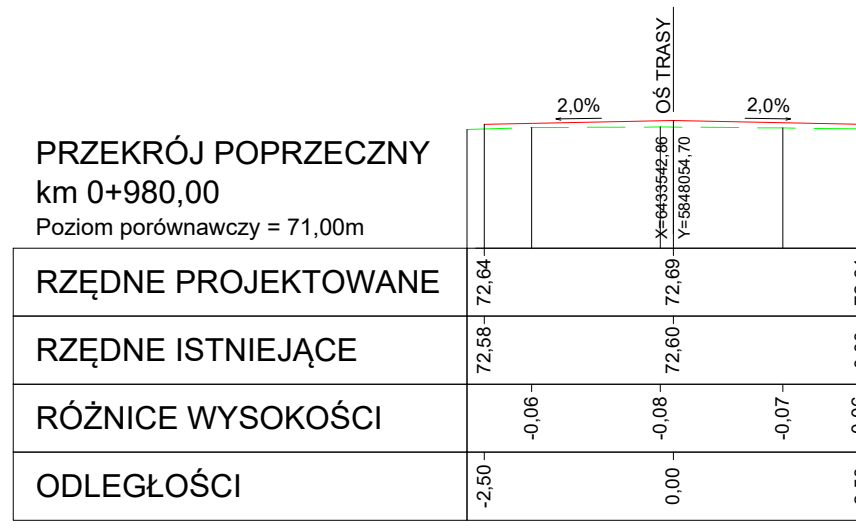 OŚ TRASY
2,0%
2,0%
X=6433542,86
Y=5848054,70
PRZEKRÓJ POPRZECZNY
km 0+980,00
Poziom porównawczy = 71,00m
RZĘDNE PROJEKTOWANE
72,64
72,69
RZĘDNE ISTNIEJĄCE
72,58
72,60
RÓŻNICE WYSOKOŚCI
-0,06
-0,08
-0,07
ODLEGŁOŚCI
-2,50
0,00